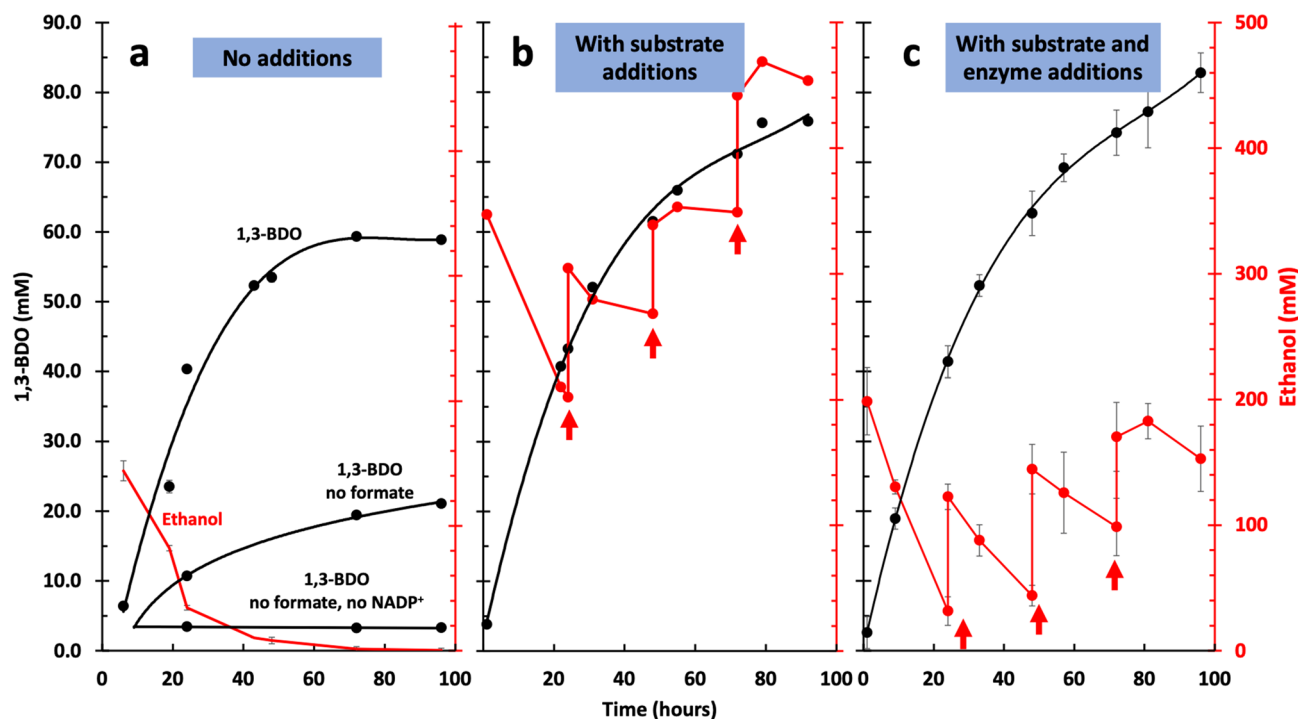 a
No additions
b
With substrate
additions
c
With substrate and
enzyme additions
90.0
80.0
70.0
60.0
50.0
40.0
30.0
20.0
10.0
0.0
1,3-BDO (mM)
1,3-BDO
1,3-BDO
no formate
Ethanol
1,3-BDO
no formate, no NADP⁺
500
400
300
200
100
0
Ethanol (mM)
0 20 40 60 80 100
0 20 40 60 80 100
0 20 40 60 80 100
Time (hours)